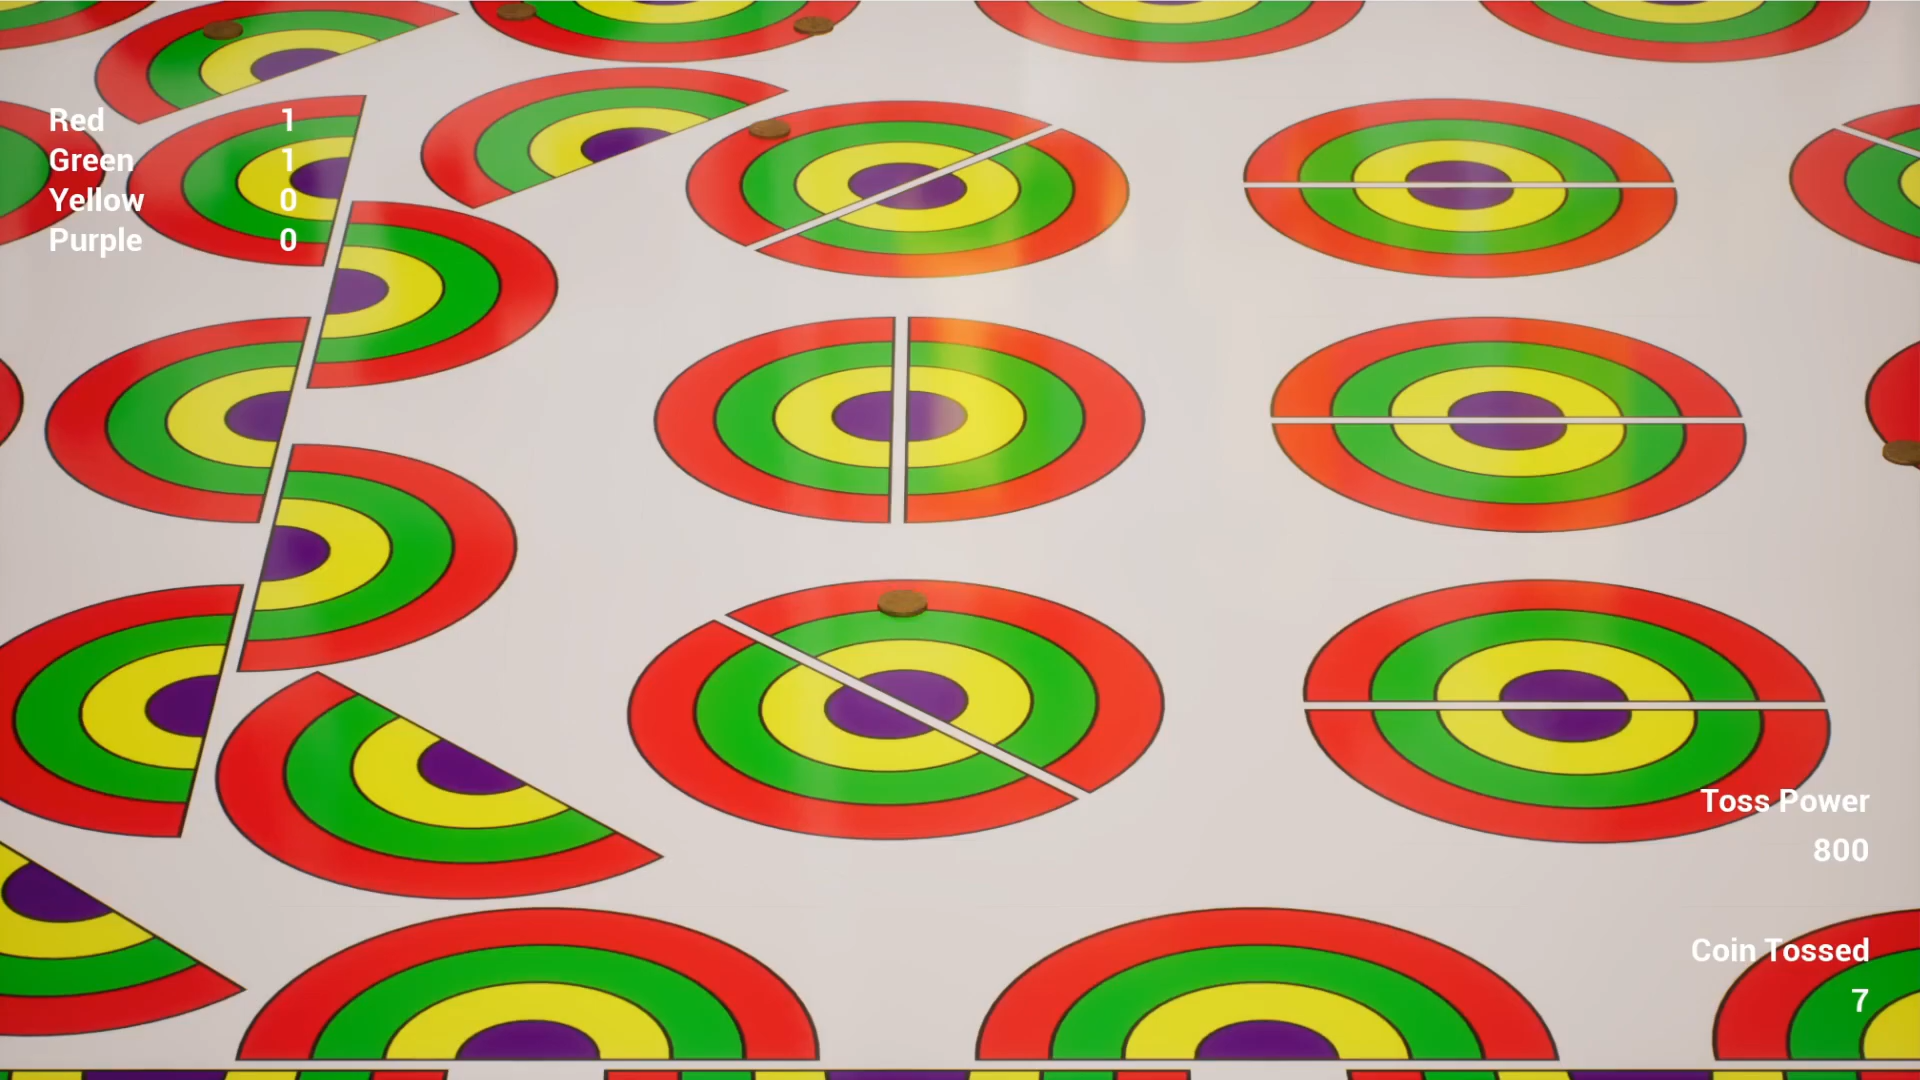 Red 1
Green 1
Yellow 0
Purple 0
Toss Power
800
Coin Tossed
7